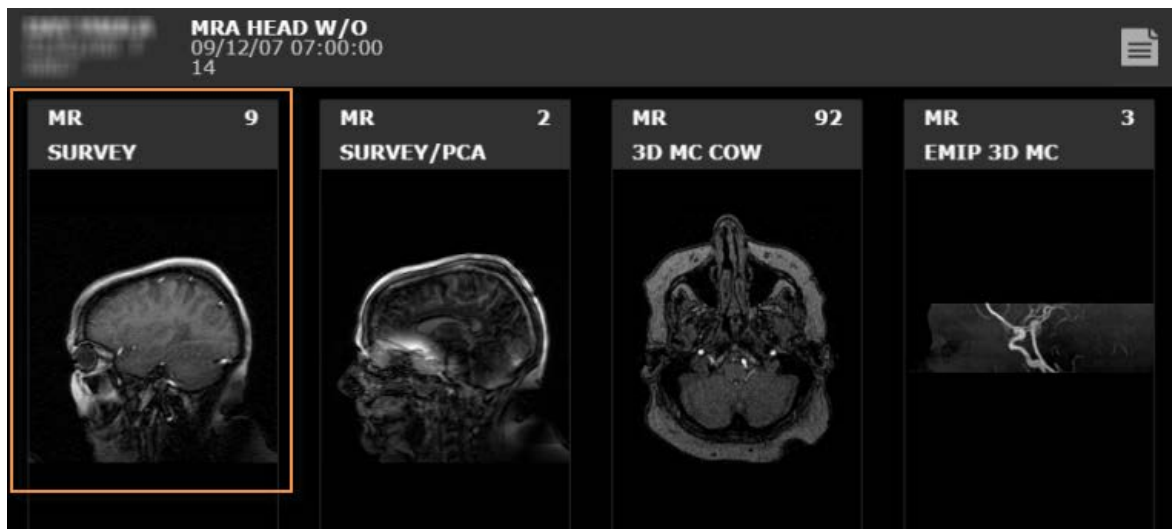 MRA HEAD W/O
09/12/07 07:00:00
14
MR 9
SURVEY
MR 2
SURVEY/PCA
MR 92
3D MC COW
MR 3
EMIP 3D MC